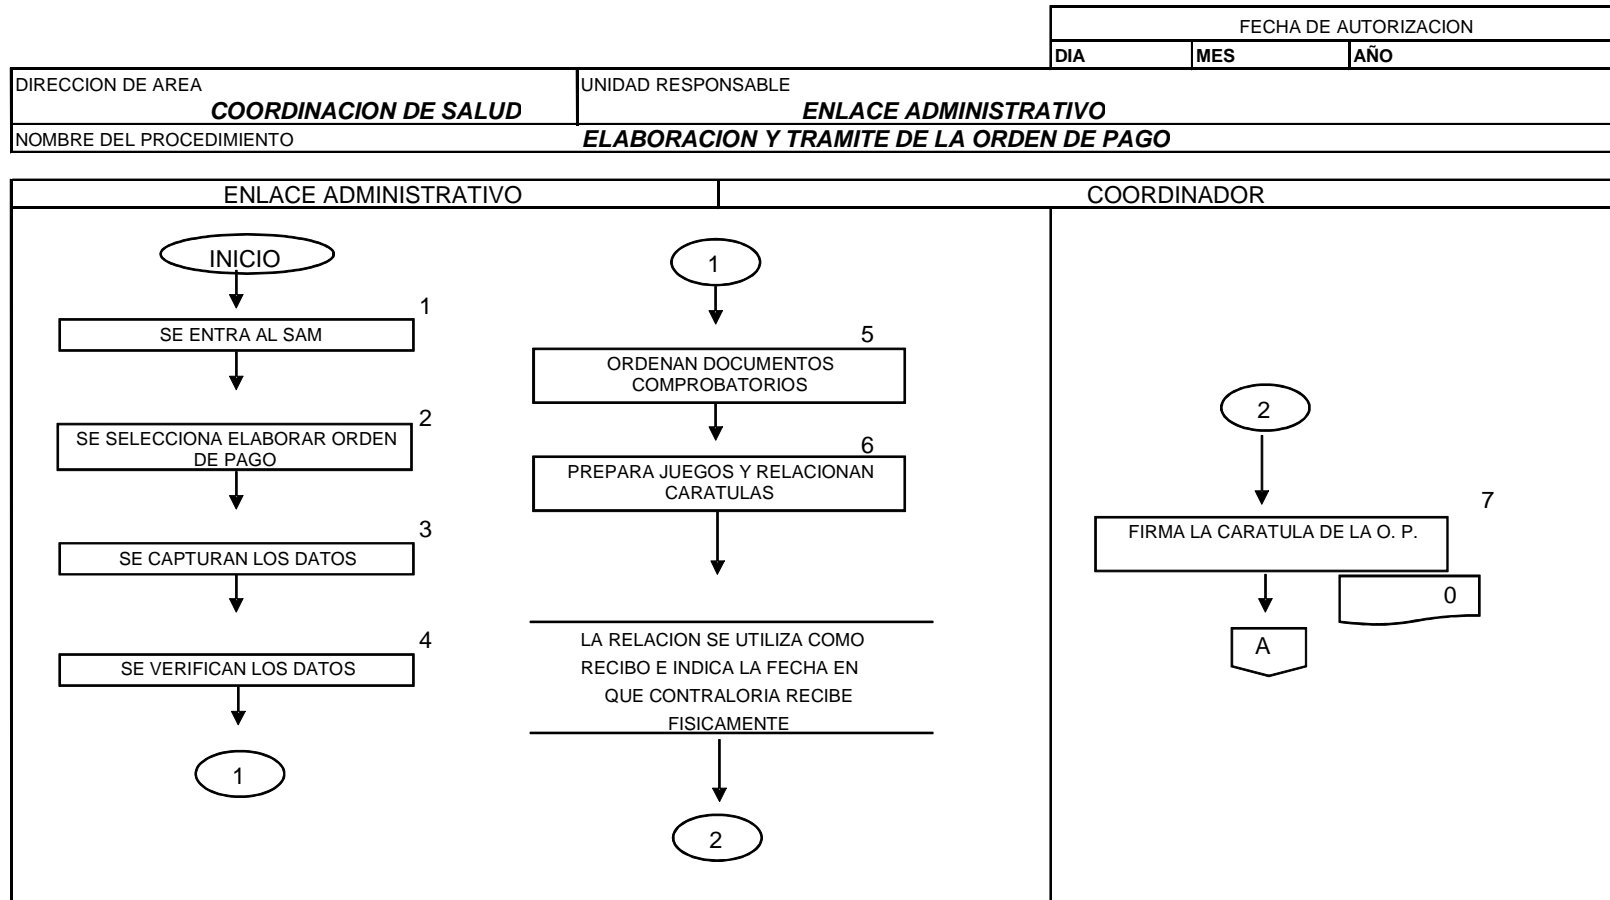 FECHA DE AUTORIZACION
DIA MES AÑO
DIRECCION DE AREA UNIDAD RESPONSABLE
COORDINACION DE SALUD ENLACE ADMINISTRATIVO
NOMBRE DEL PROCEDIMIENTO ELABORACION Y TRAMITE DE LA ORDEN DE PAGO
ENLACE ADMINISTRATIVO COORDINADOR
INICIO
1
SE ENTRA AL SAM
2
SE SELECCIONA ELABORAR ORDEN
DE PAGO
3
SE CAPTURAN LOS DATOS
4
SE VERIFICAN LOS DATOS
1
1
5
ORDENAN DOCUMENTOS
COMPROBATORIOS
6
PREPARA JUEGOS Y RELACIONAN
CARATULAS
LA RELACION SE UTILIZA COMO
RECIBO E INDICA LA FECHA EN
QUE CONTRALORIA RECIBE
FISICAMENTE
2
2
7
FIRMA LA CARATULA DE LA O. P.
0
A